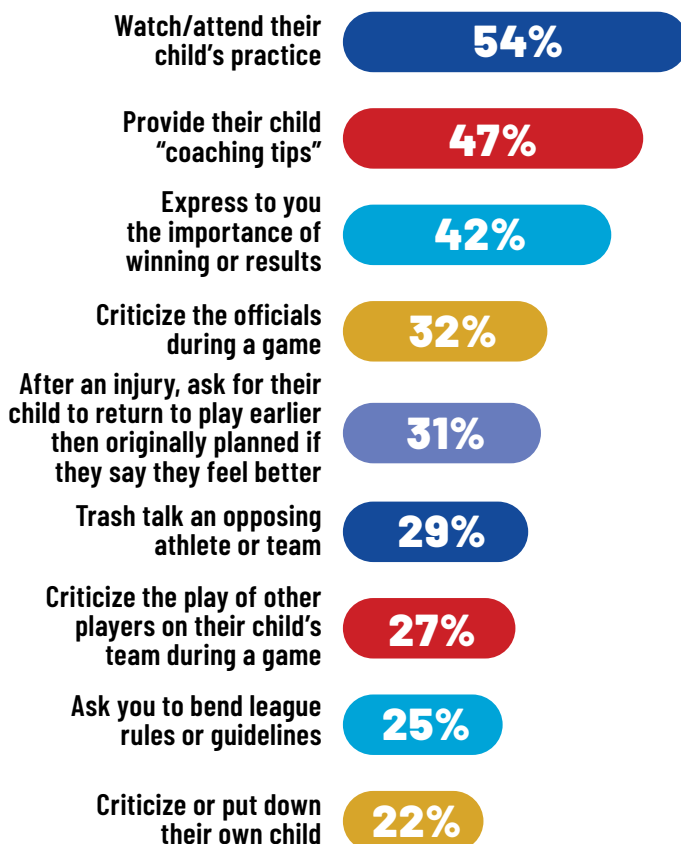 Watch/attend their
child’s practice
54%
Provide their child
“coaching tips”
47%
Express to you
the importance of
winning or results
42%
Criticize the officials
during a game
32%
After an injury, ask for their
child to return to play earlier
then originally planned if
they say they feel better
31%
Trash talk an opposing
athlete or team
29%
Criticize the play of other
players on their child’s
team during a game
27%
Ask you to bend league
rules or guidelines
25%
Criticize or put down
their own child
22%